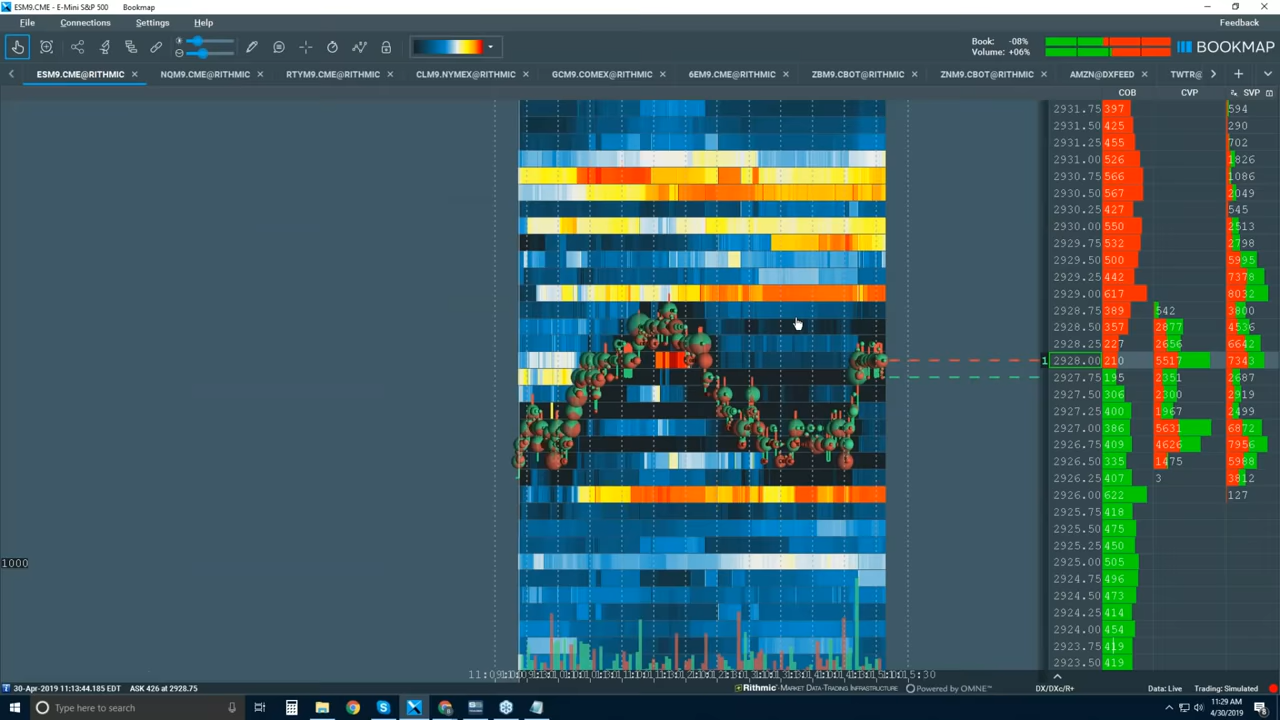 ESM9.CME - E-Mini S&P 500    Bookmap
File Connections Settings Help Feedback
Book: -08%
Volume: +06%
BOOKMAP
ESM9.CME@RITHMIC NQM9.CME@RITHMIC RTYM9.CME@RITHMIC CLM9.NYMEX@RITHMIC GCM9.COMEX@RITHMIC 6EM9.CME@RITHMIC ZBM9.CBOT@RITHMIC ZNM9.CBOT@RITHMIC AMZN@DXFEED TWTR@
COB CVP SVP
2931.75 397 594
2931.50 425 290
2931.25 455 702
2931.00 526 1826
2930.75 566 1086
2930.50 567 2049
2930.25 427 545
2930.00 550 2513
2929.75 532 2798
2929.50 500 5995
2929.25 442 7378
2929.00 617 8032
2928.75 389 542 3800
2928.50 357 2877 4536
2928.25 227 2656 6642
1 2928.00 210 5517 7343
2927.75 195 2351 2687
2927.50 306 2300 2919
2927.25 400 1967 2499
2927.00 386 5631 6872
2926.75 409 4626 7956
2926.50 335 1475 5988
2926.25 407 3 3812
2926.00 622 127
2925.75 418
2925.50 475
2925.25 450
1000
2925.00 505
2924.75 496
2924.50 473
2924.25 414
2924.00 454
2923.75 419
2923.50 419
30-Apr-2019 11:13:44.185 EDT ASK 426 at 2928.75 Rithmic-MARKET DATA-TRADING INFRASTRUCTURE Powered by OMNE™ DX/DXc/R+ Data: Live Trading: Simulated
Type here to search
11:29 AM
4/30/2019